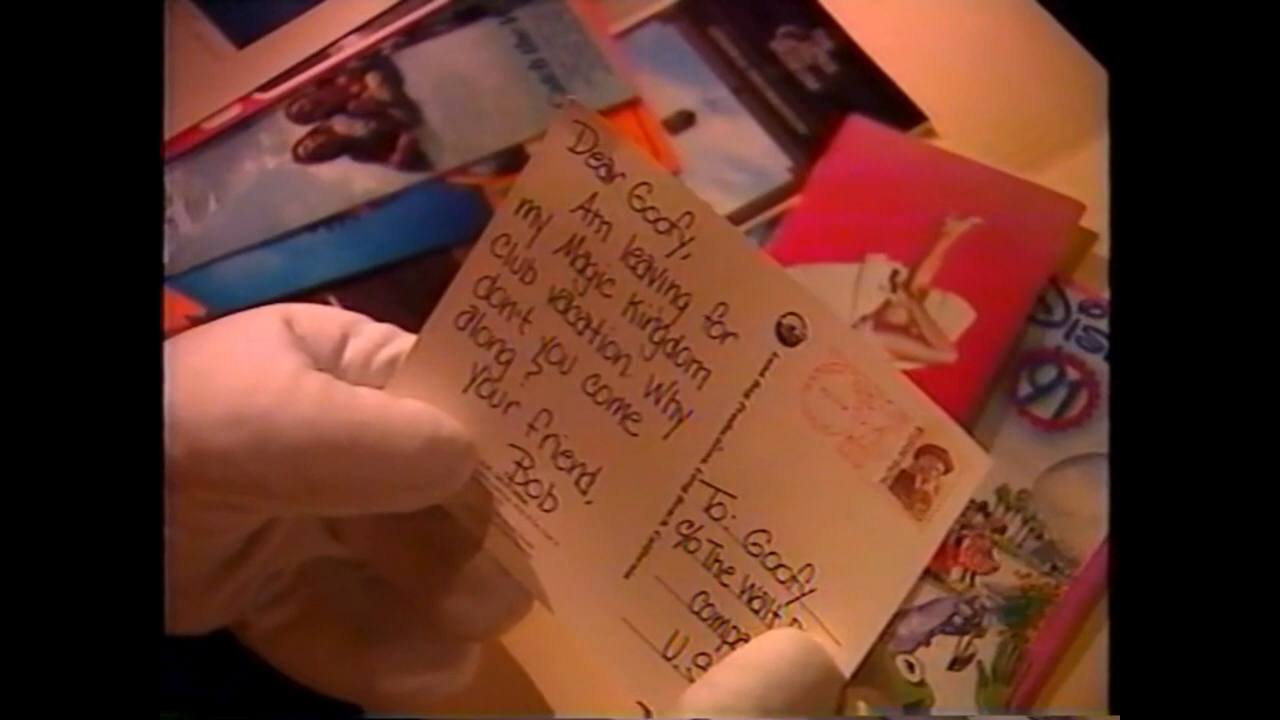 Dear Goofy,
Am leaving for
my Magic Kingdom
Club vacation. Why
don't you come
along?
Your friend,
Bob
To: Goofy
c/o The Walt
U.S
91